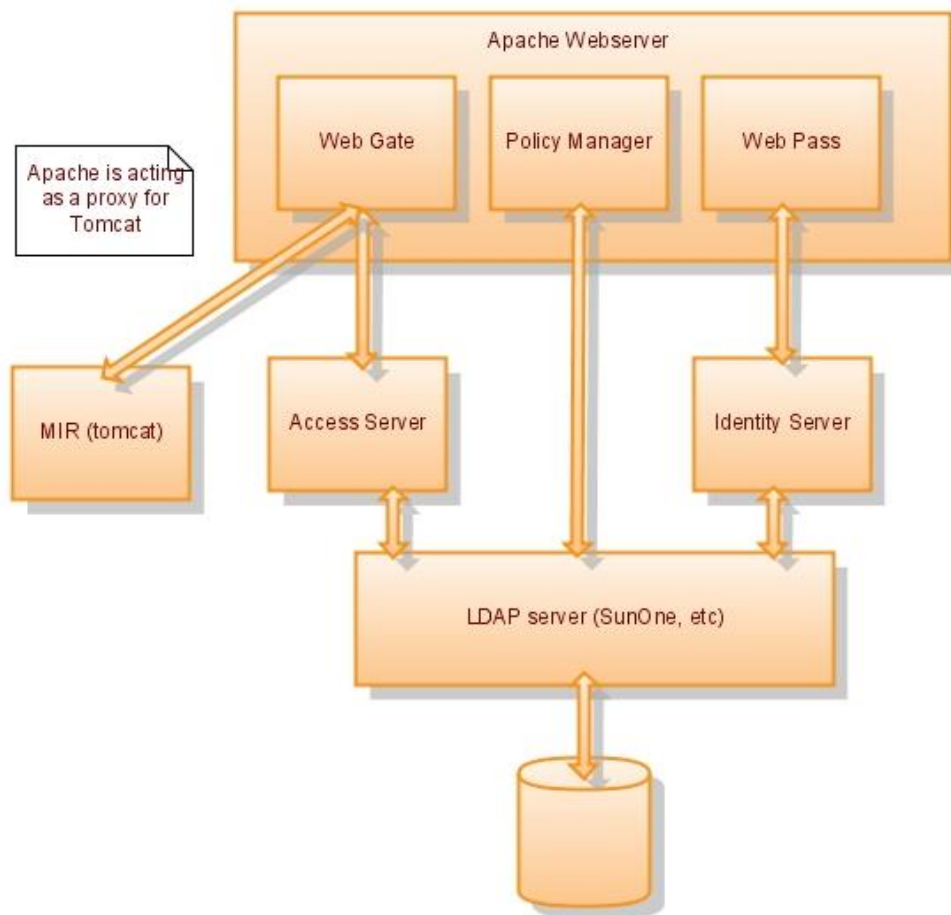 Apache Webserver
Web Gate
Policy Manager
Web Pass
Apache is acting
as a proxy for
Tomcat
MIR (tomcat)
Access Server
Identity Server
LDAP server (SunOne, etc)